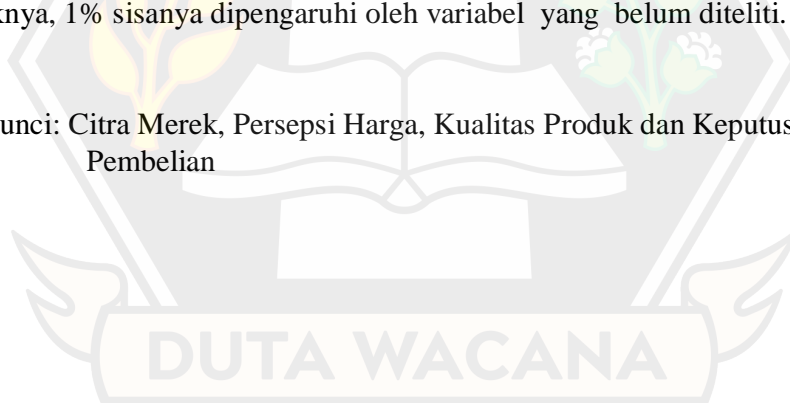 knya, 1% sisanya dipengaruhi oleh variabel yang belum diteliti.
unci: Citra Merek, Persepsi Harga, Kualitas Produk dan Keputus
Pembelian
DUTA WACANA